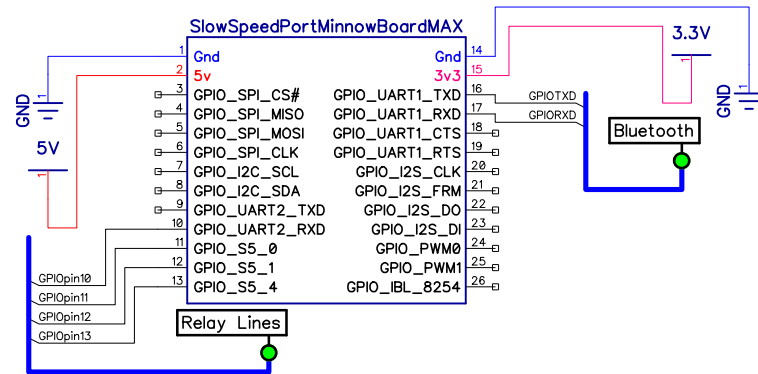 SlowSpeedPortMinnowBoardMAX
1 Gnd Gnd 14
2 5v 3v3 15
3 GPIO_SPI_CS# GPIO_UART1_TXD 16 GPIOTXD
4 GPIO_SPI_MISO GPIO_UART1_RXD 17 GPIORXD
5 GPIO_SPI_MOSI GPIO_UART1_CTS 18
6 GPIO_SPI_CLK GPIO_UART1_RTS 19
7 GPIO_I2C_SCL GPIO_I2S_CLK 20
8 GPIO_I2C_SDA GPIO_I2S_FRM 21
9 GPIO_UART2_TXD GPIO_I2S_DO 22
10 GPIO_UART2_RXD GPIO_I2S_DI 23
11 GPIO_S5_0 GPIO_PWM0 24
12 GPIO_S5_1 GPIO_PWM1 25
13 GPIO_S5_4 GPIO_IBL_8254 26
GND
5V
1
GPIOpin10
GPIOpin11
GPIOpin12
GPIOpin13
Relay Lines
3.3V
1
GND
Bluetooth